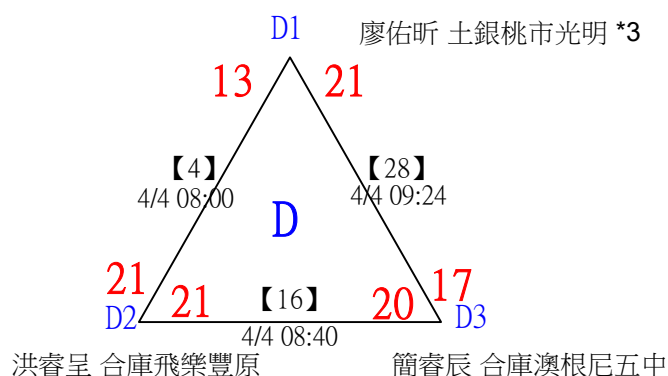 D1
廖佑昕 土銀桃市光明 *3
13
21
【4】
4/4 08:00
【28】
4/4 09:24
D
21
21
【16】
4/4 08:40
20
17
D2
D3
洪睿呈 合庫飛樂豐原
簡睿辰 合庫澳根尼五中